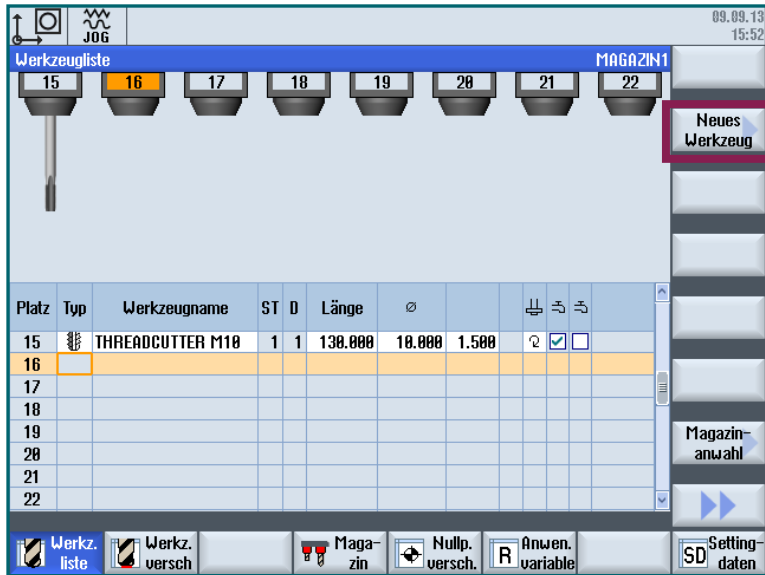 09.09.13
JOG
15:52
Werkzeugliste
MAGAZIN1
15 16 17 18 19 20 21 22
Neues
Werkzeug
Platz Typ Werkzeugname ST D Länge Ø
15 THREADCUTTER M10 1 1 130.000 10.000 1.500
16
17
18
19
20
21
22
Magazin-
anwahl
Werkz.
liste
Werkz.
versch
Maga-
zin
Nullp.
versch.
R Anwen.
variable
SD Setting-
daten